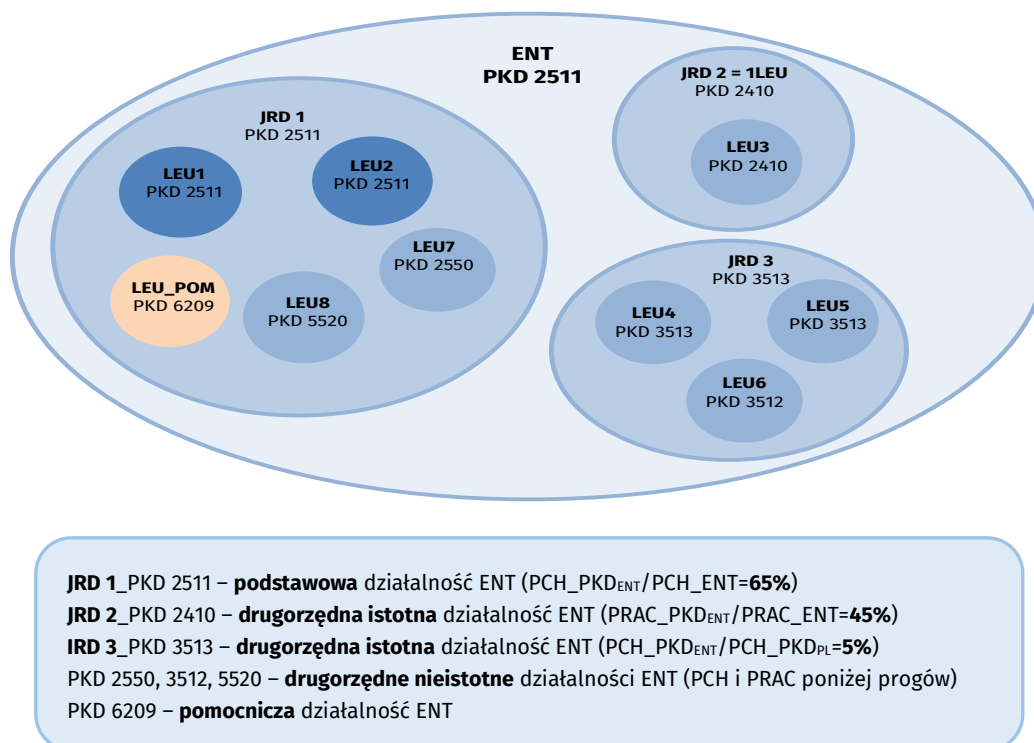 ENT
PKD 2511
JRD 1
PKD 2511
LEU1
PKD 2511
LEU2
PKD 2511
LEU7
PKD 2550
LEU_POM
PKD 6209
LEU8
PKD 5520
JRD 2 = 1LEU
PKD 2410
LEU3
PKD 2410
JRD 3
PKD 3513
LEU4
PKD 3513
LEU5
PKD 3513
LEU6
PKD 3512
JRD 1_PKD 2511 – podstawowa działalność ENT (PCH_PKDENT/PCH_ENT=65%)
JRD 2_PKD 2410 – drugorzędna istotna działalność ENT (PRAC_PKDENT/PRAC_ENT=45%)
IRD 3_PKD 3513 – drugorzędna istotna działalność ENT (PCH_PKDENT/PCH_PKDPL=5%)
PKD 2550, 3512, 5520 – drugorzędne nieistotne działalności ENT (PCH i PRAC poniżej progów)
PKD 6209 – pomocnicza działalność ENT